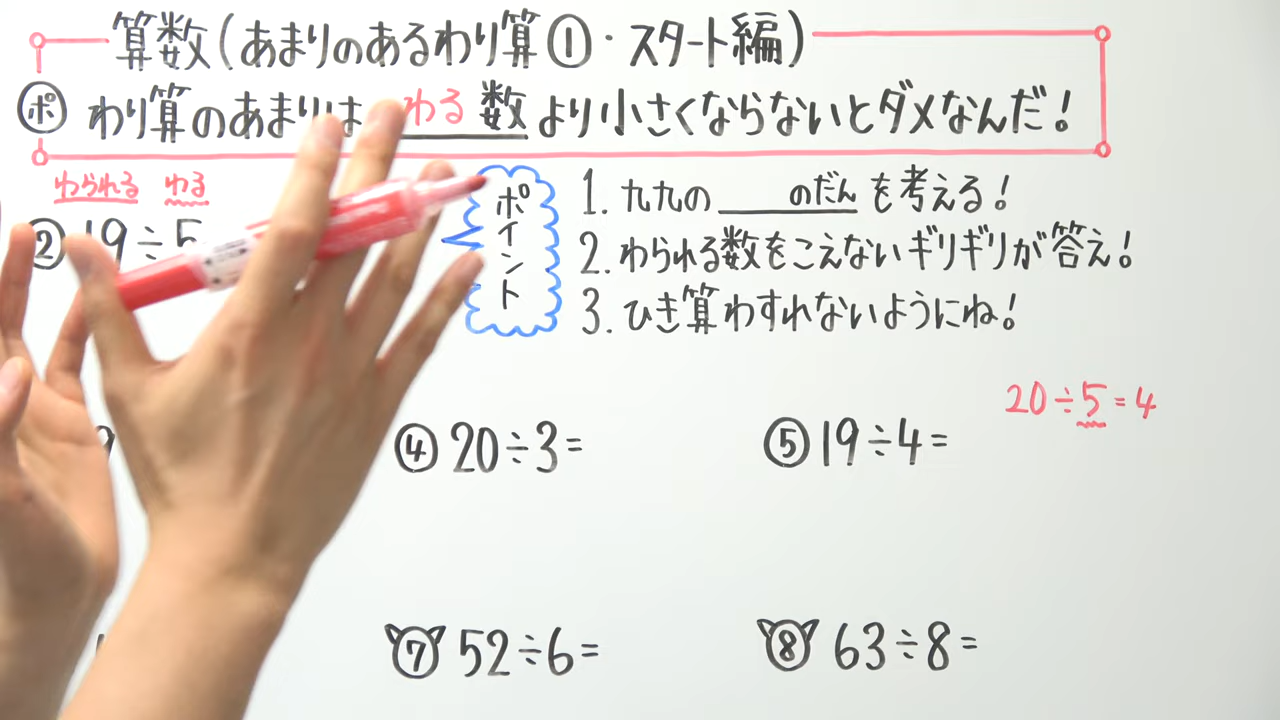 算数(あまりのあるわり算①・スタート編)
ポ わり算のあまりは わる 数より小さくならないとダメなんだ!
わられる わる
② 19÷5
ポイント
1. 九九の のだんを考える!
2. わられる数をこえないギリギリが答え!
3. ひき算わすれないようにね!
20÷5=4
④ 20÷3=
⑤ 19÷4=
⑦ 52÷6=
⑧ 63÷8=